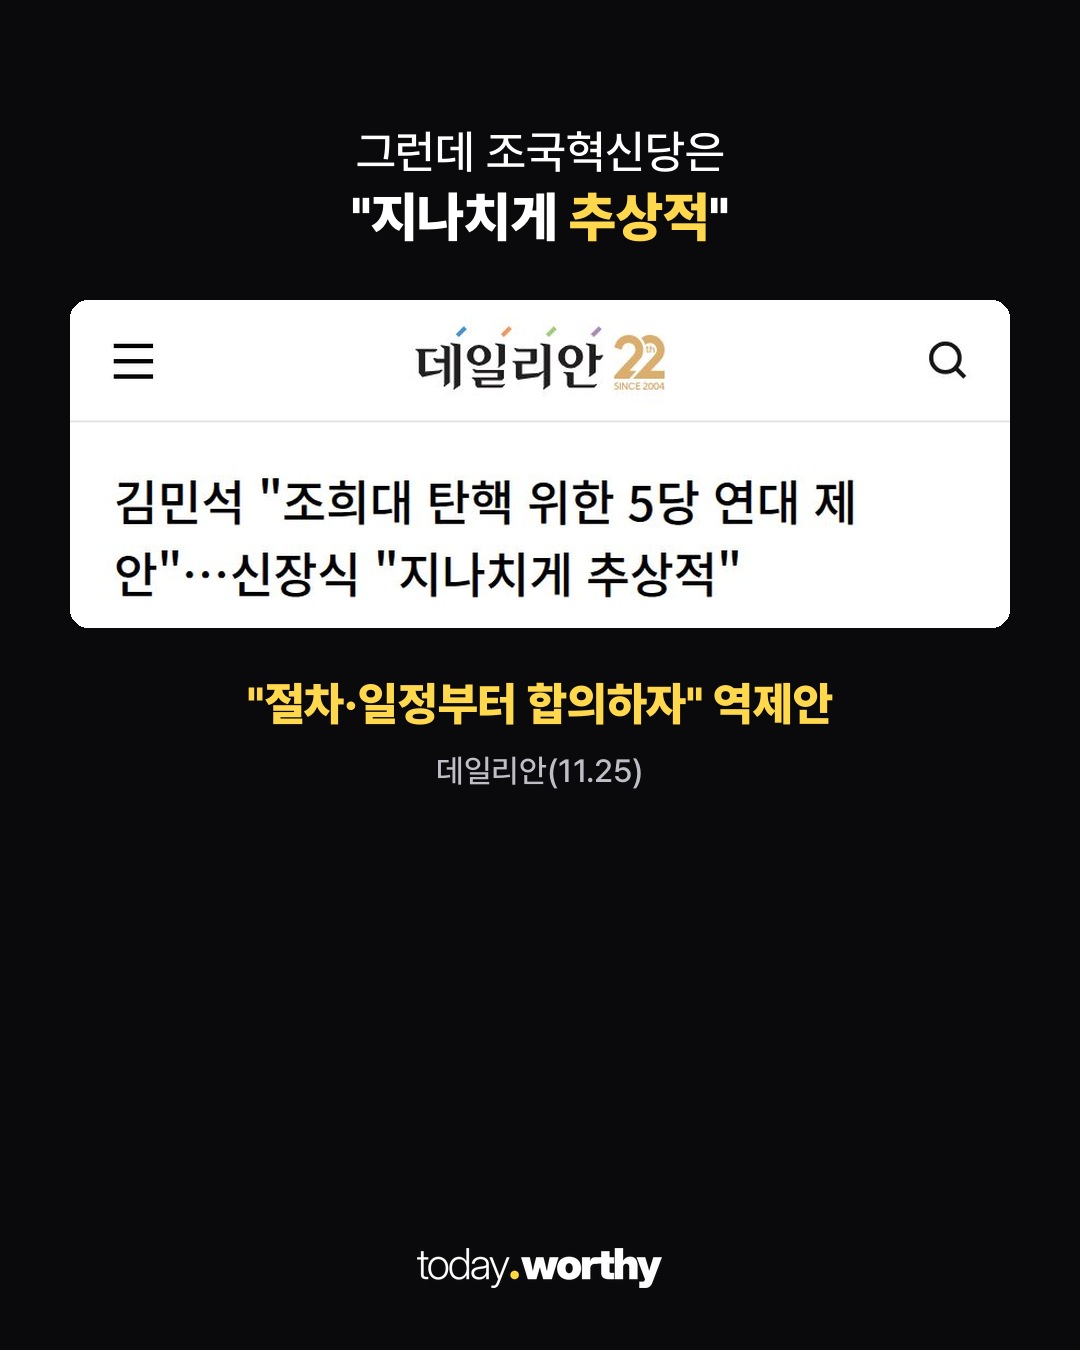 그런데 조국혁신당은
"지나치게 추상적"
데일리안 22th
SINCE 2004
김민석 "조희대 탄핵 위한 5당 연대 제
안"…신장식 "지나치게 추상적"
"절차·일정부터 합의하자" 역제안
데일리안(11.25)
today.worthy